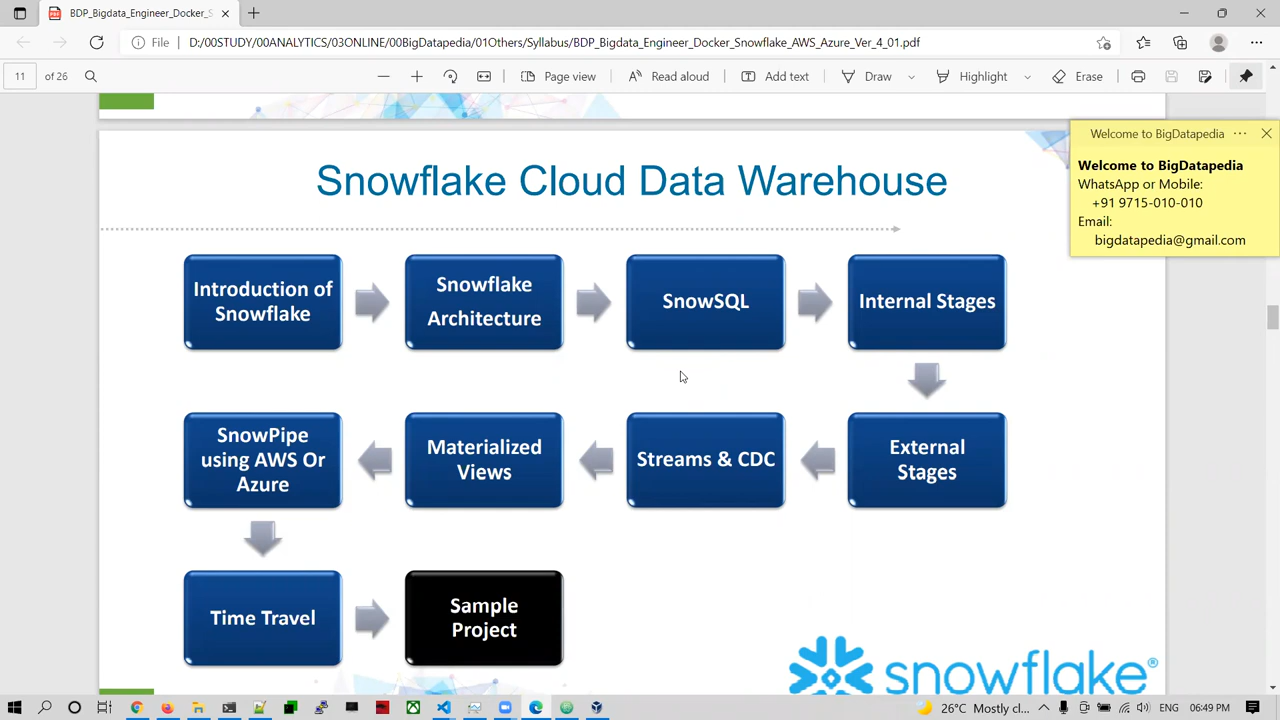 BDP_Bigdata_Engineer_Docker_S
File
D:/00STUDY/00ANALYTICS/03ONLINE/00BigDatapedia/01Others/Syllabus/BDP_Bigdata_Engineer_Docker_Snowflake_AWS_Azure_Ver_4_01.pdf
11 of 26
Page view
Read aloud
Add text
Draw
Highlight
Erase
Welcome to BigDatapedia
Welcome to BigDatapedia
WhatsApp or Mobile:
+91 9715-010-010
Email:
bigdatapedia@gmail.com
Snowflake Cloud Data Warehouse
Introduction of
Snowflake
Snowflake
Architecture
SnowSQL
Internal Stages
External
Stages
Streams & CDC
Materialized
Views
SnowPipe
using AWS Or
Azure
Time Travel
Sample
Project
snowflake®
26°C Mostly cl...
ENG
06:49 PM